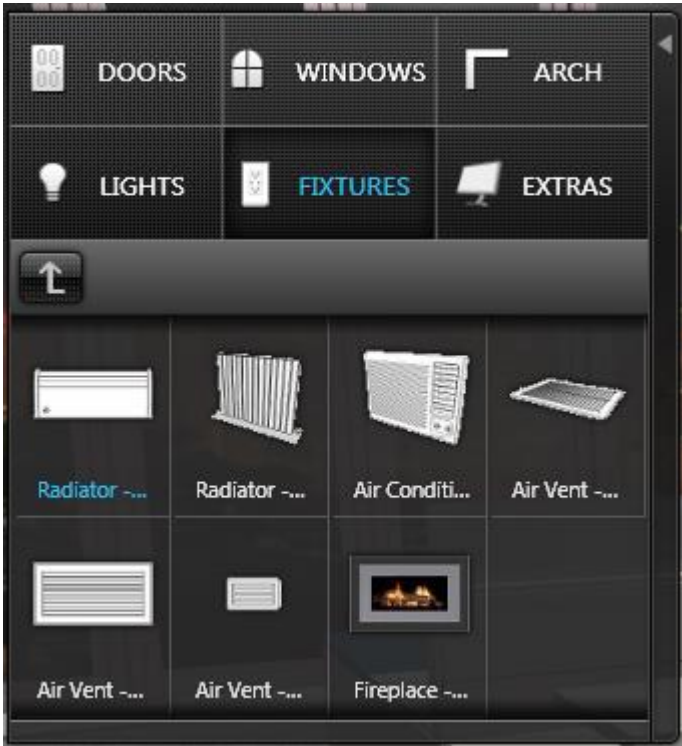 DOORS WINDOWS ARCH
LIGHTS FIXTURES EXTRAS
Radiator -... Radiator -... Air Conditi... Air Vent -...
Air Vent -... Air Vent -... Fireplace -...